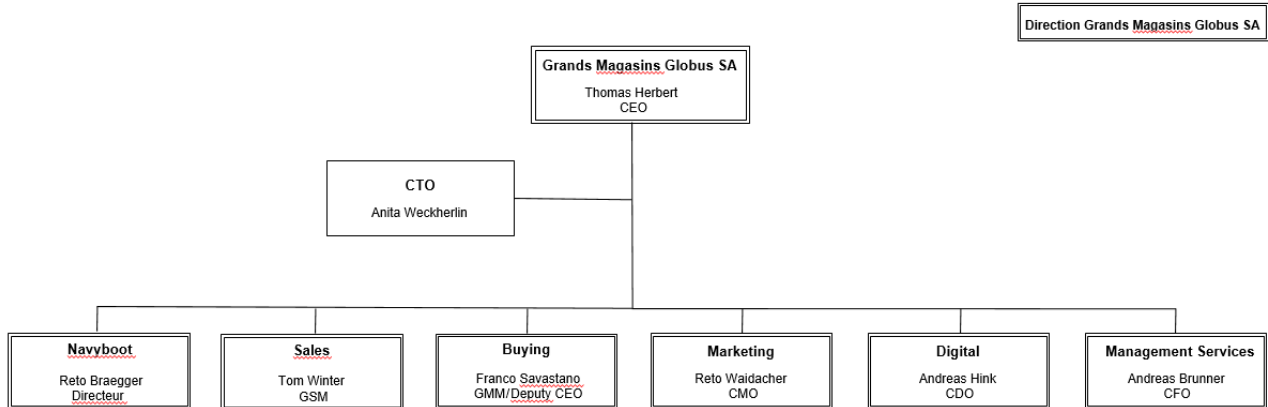 Direction Grands Magasins Globus SA
Grands Magasins Globus SA
Thomas Herbert
CEO
CTO
Anita Weckherlin
Navyboot
Reto Braegger
Directeur
Sales
Tom Winter
GSM
Buying
Franco Savastano
GMM/Deputy CEO
Marketing
Reto Waidacher
CMO
Digital
Andreas Hink
CDO
Management Services
Andreas Brunner
CFO